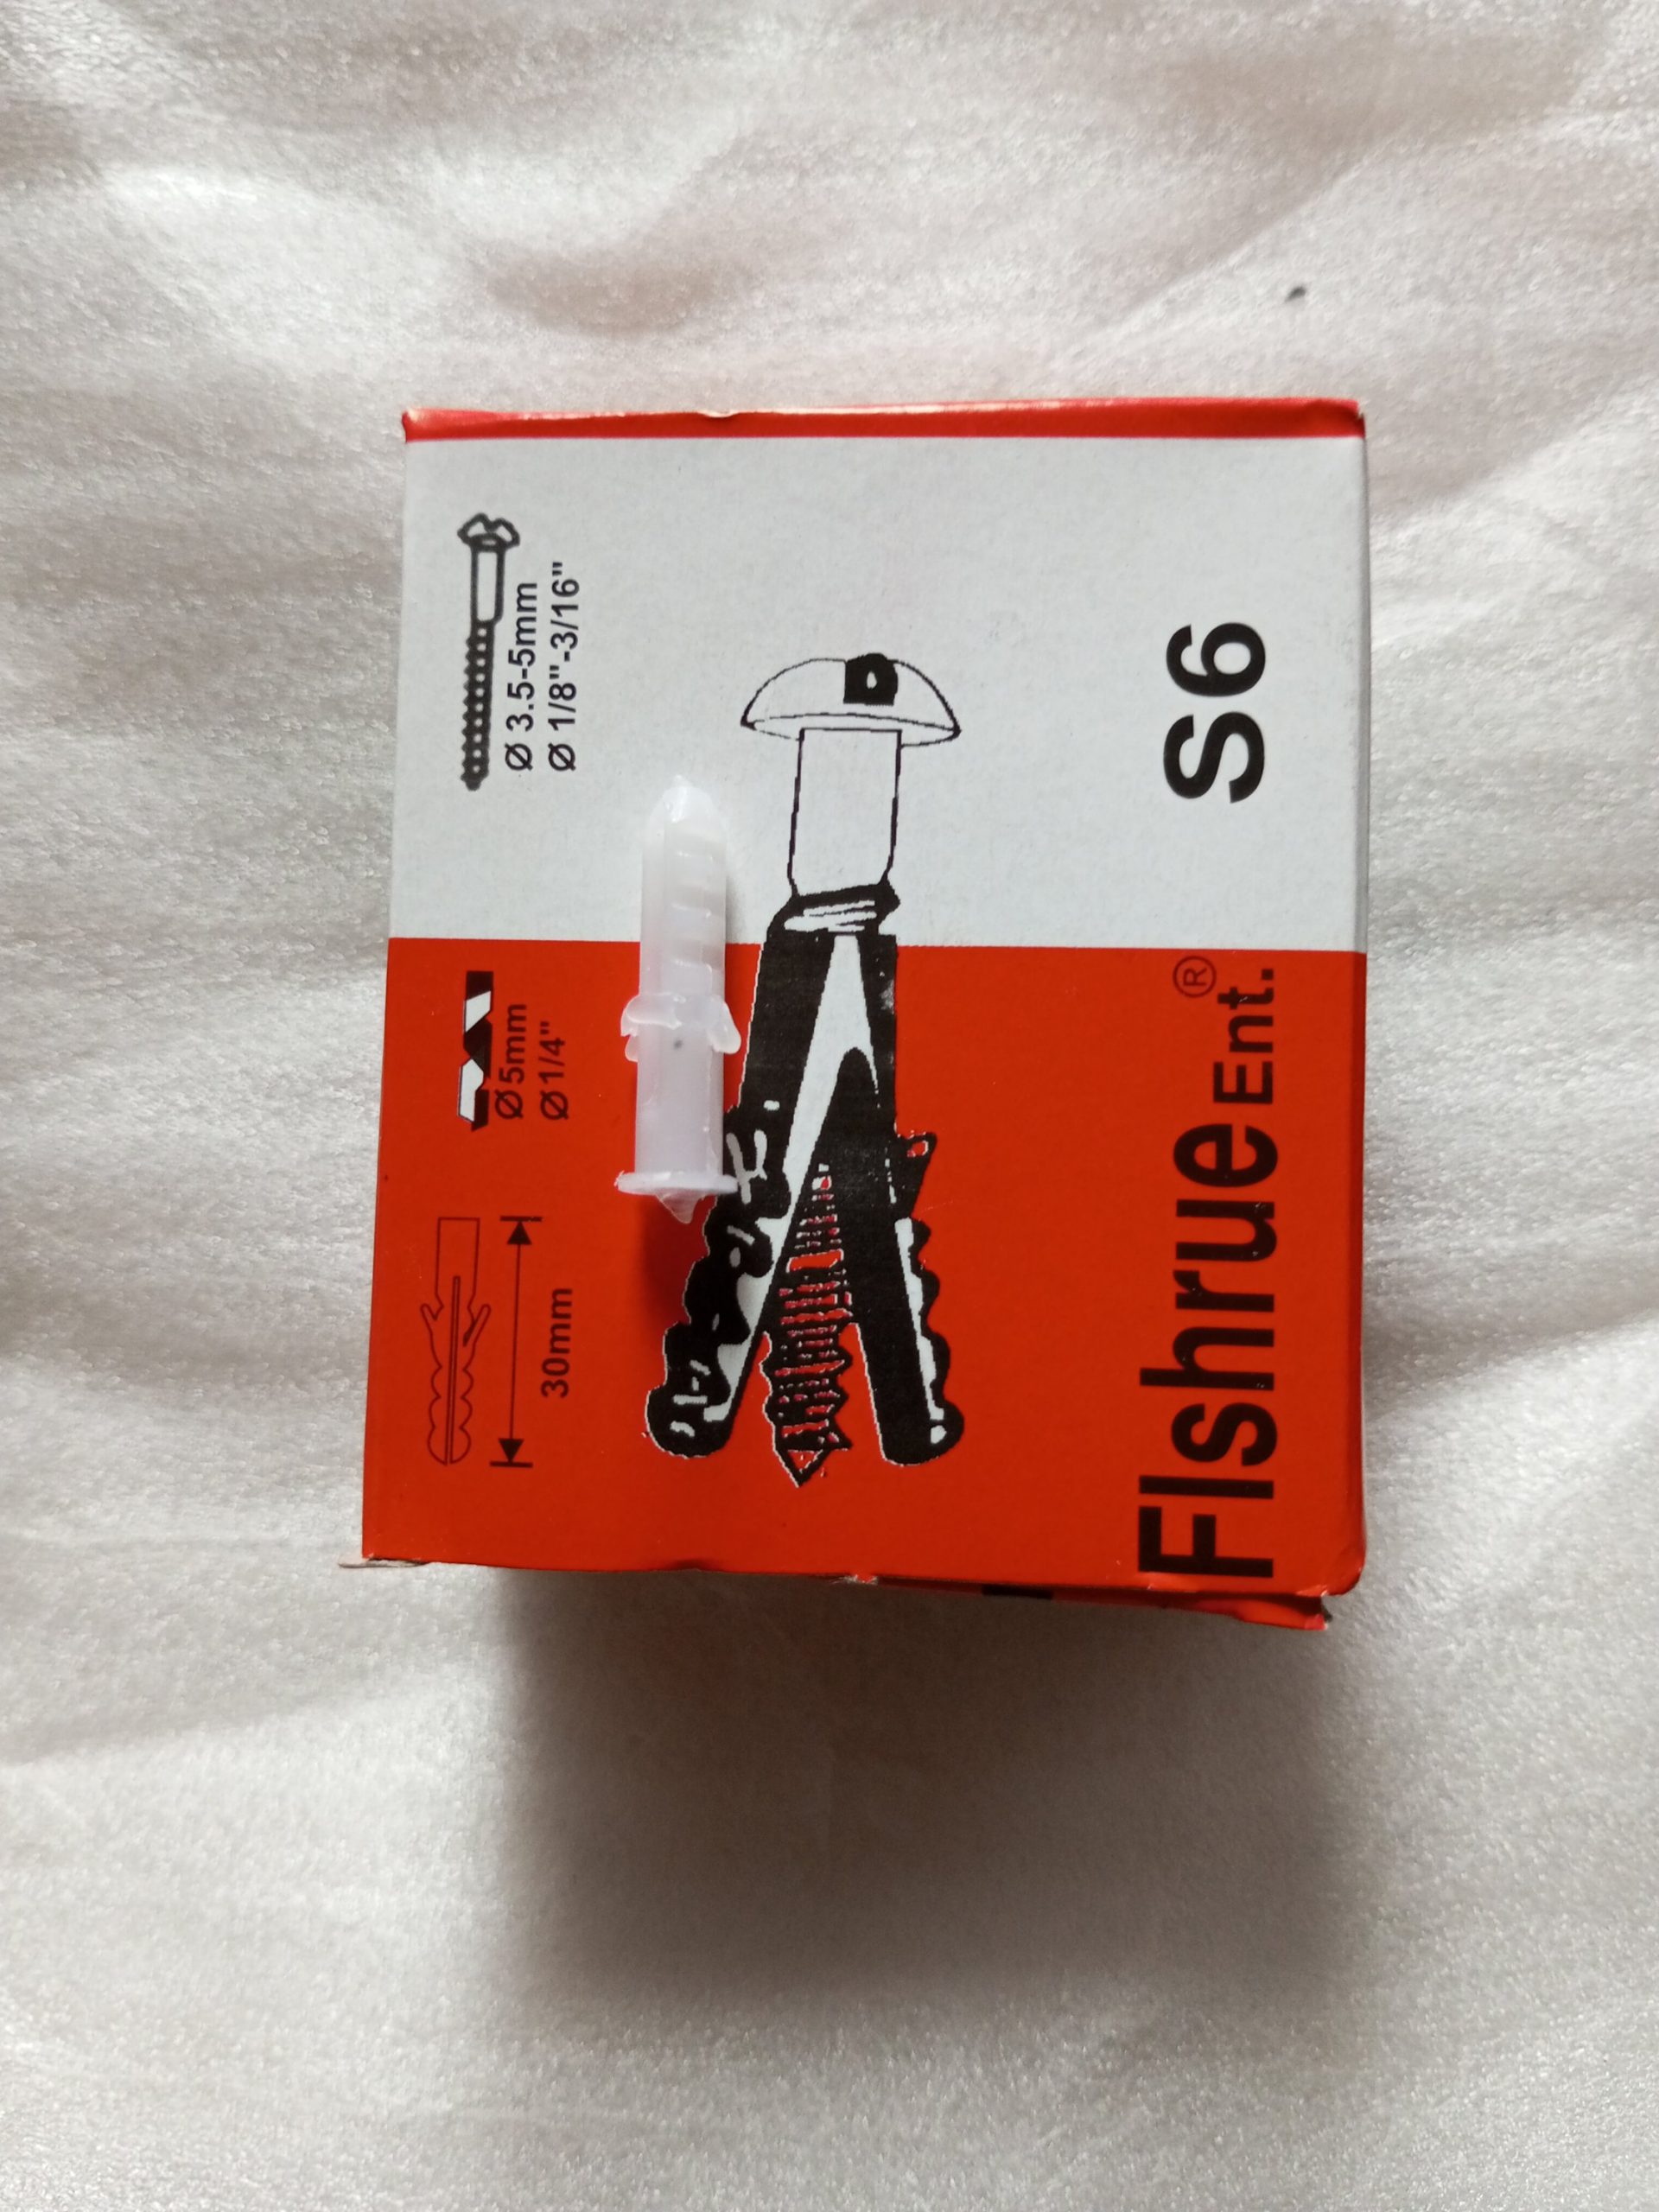 Ø 3.5-5mm
Ø 1/8"-3/16"
Ø5mm
Ø1/4"
30mm
S6
FIshrue Ent.®